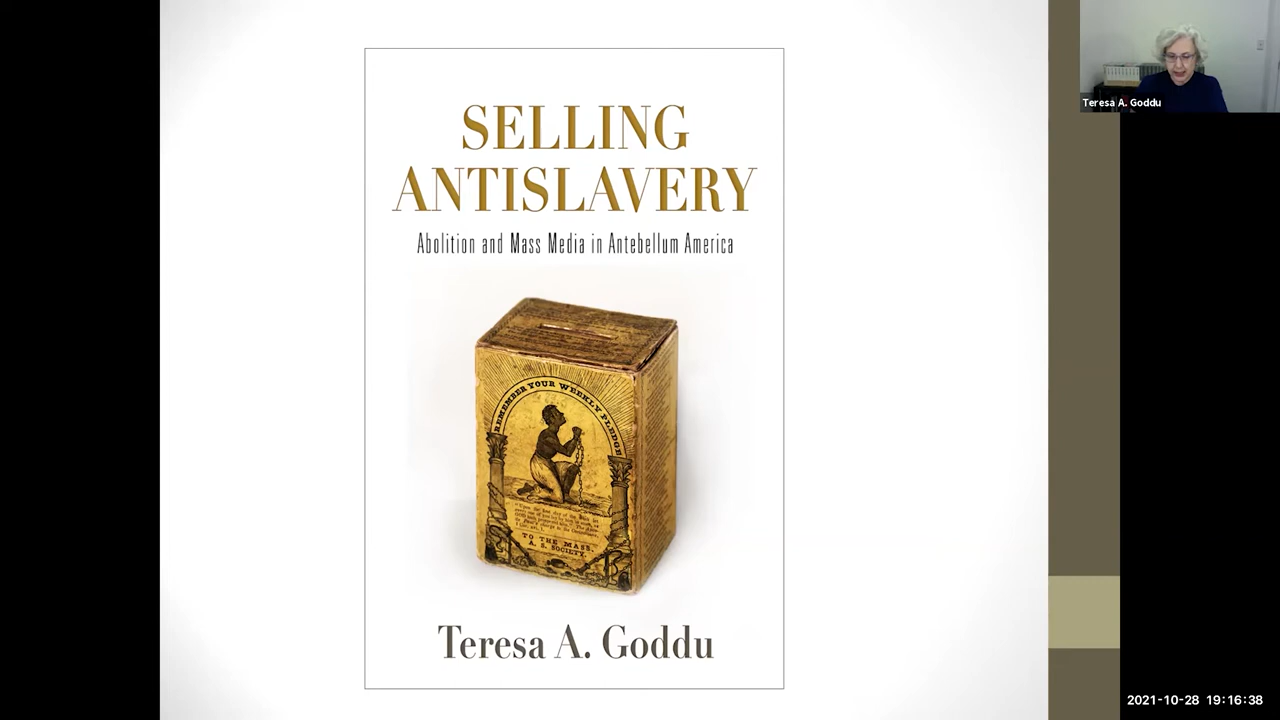 SELLING
ANTISLAVERY
Abolition and Mass Media in Antebellum America
REMEMBER YOUR WEEKLY PLEDGE
TO THE MASS.
A. S. SOCIETY
Teresa A. Goddu
Teresa A. Goddu
2021-10-28 19:16:38